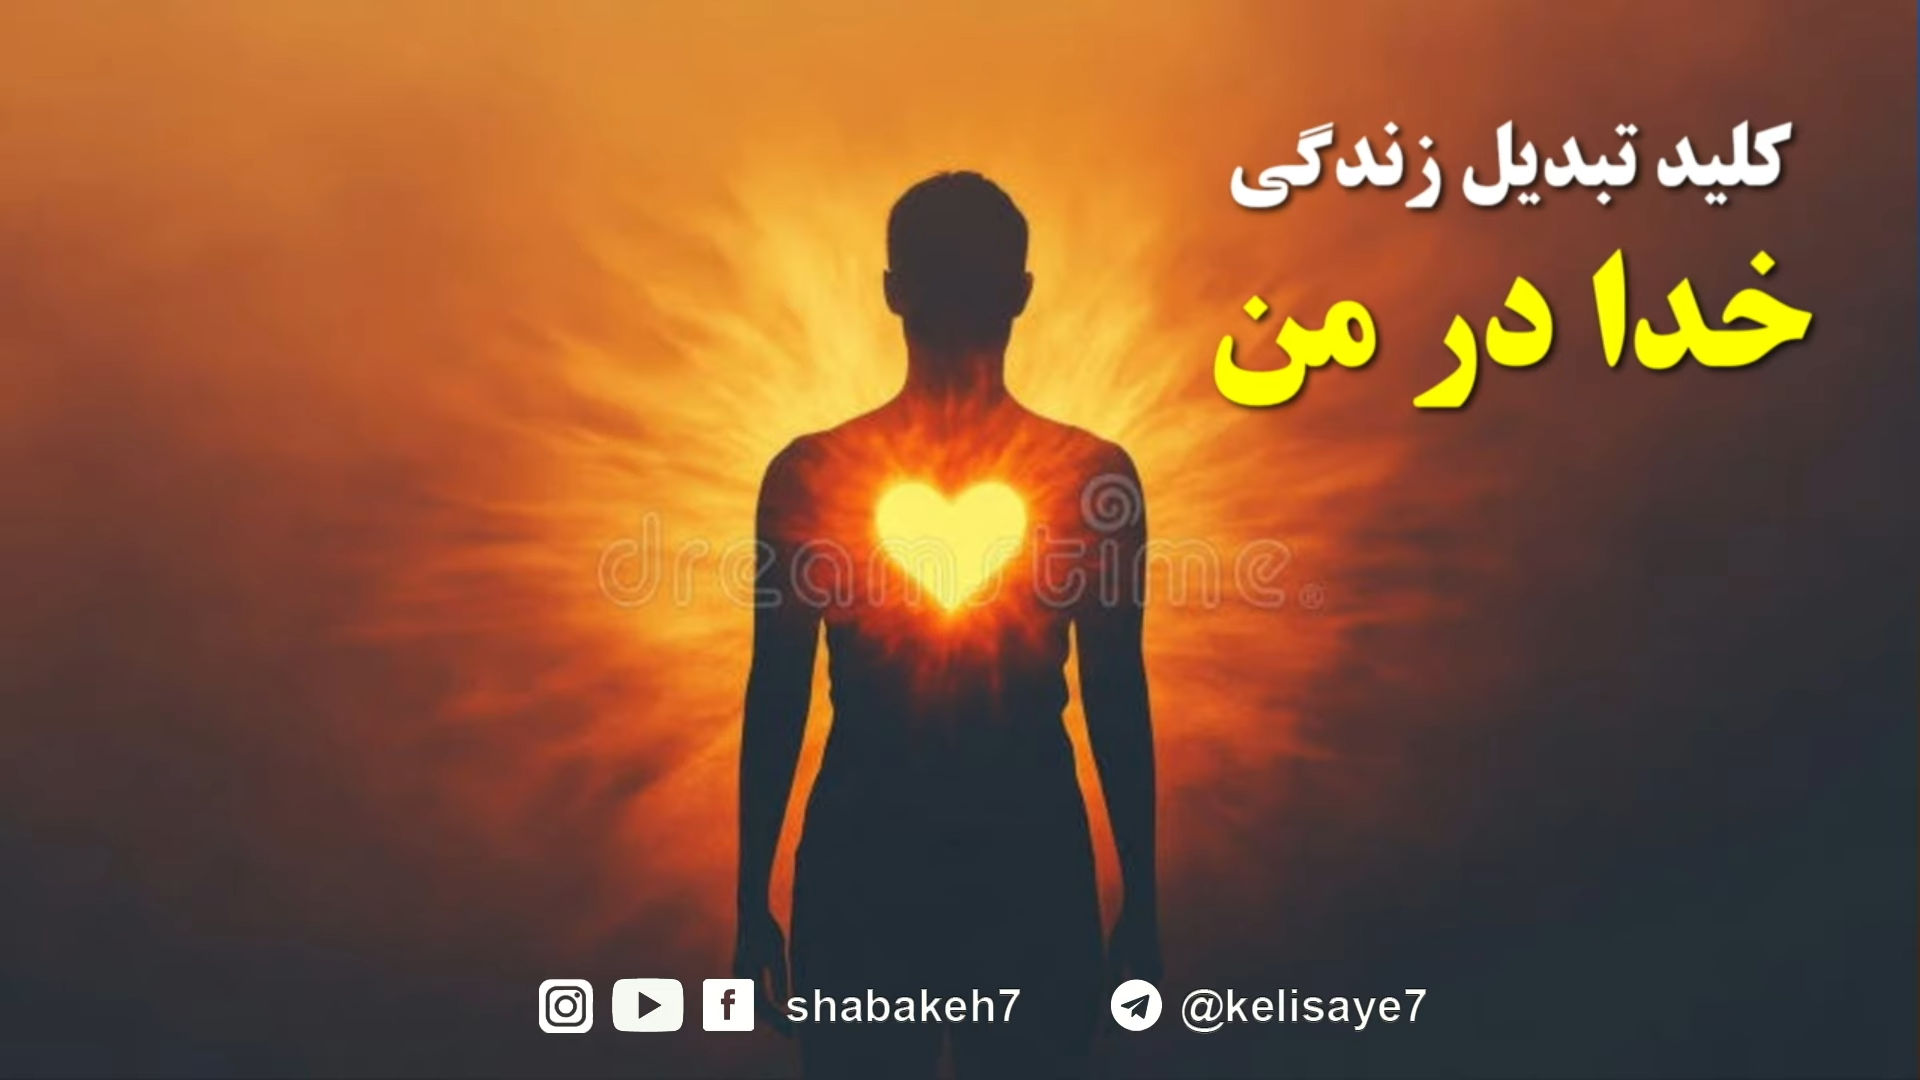 کلید تبدیل زندگی
خدا در من
dreamstime®
shabakeh7 @kelisaye7